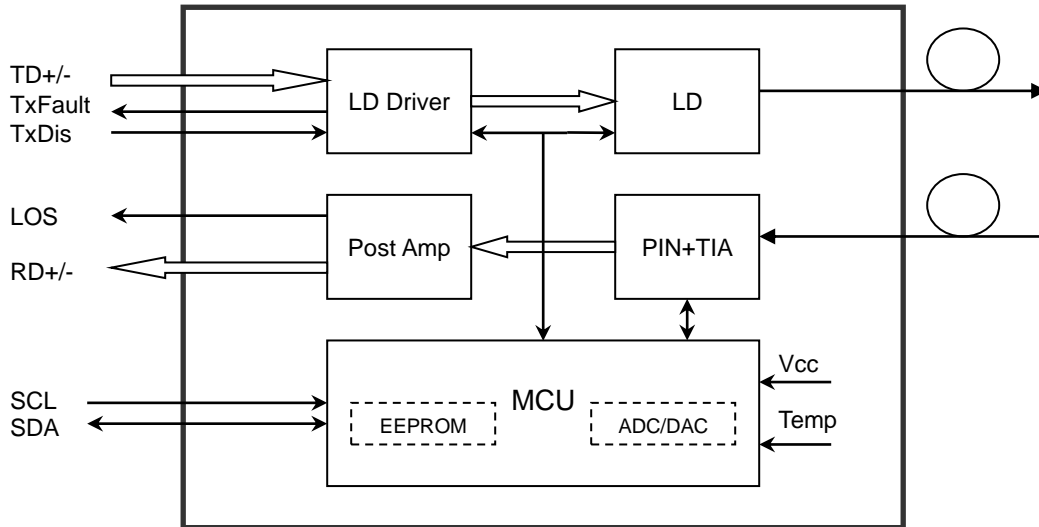 TD+/-
TxFault
TxDis
LD Driver
LD
LOS
RD+/-
Post Amp
PIN+TIA
SCL
SDA
MCU
EEPROM
ADC/DAC
Vcc
Temp